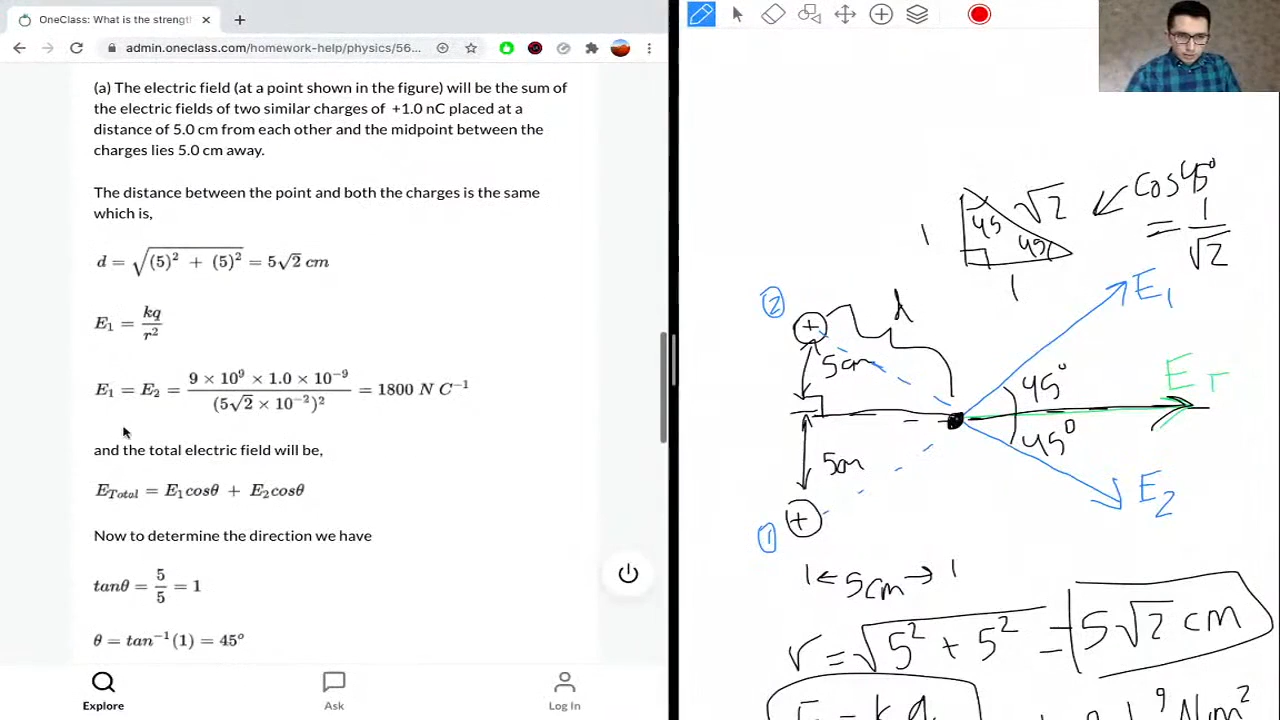 OneClass: What is the strengt
admin.oneclass.com/homework-help/physics/56...
(a) The electric field (at a point shown in the figure) will be the sum of
the electric fields of two similar charges of +1.0 nC placed at a
distance of 5.0 cm from each other and the midpoint between the
charges lies 5.0 cm away.
The distance between the point and both the charges is the same
which is,
d = √((5)² + (5)²) = 5√2 cm
E₁ = kq/r²
E₁ = E₂ = (9 × 10⁹ × 1.0 × 10⁻⁹)/(5√2 × 10⁻²)² = 1800 N C⁻¹
and the total electric field will be,
E_Total = E₁cosθ + E₂cosθ
Now to determine the direction we have
tanθ = 5/5 = 1
θ = tan⁻¹(1) = 45°
Explore
Ask
Log In
cos45°
= 1/√2
√2
45
45
1
1
E₁
②
+
d
5cm
45°
E_T
45°
5cm
E₂
+
①
5cm
r = √(5² + 5²) = 5√2 cm